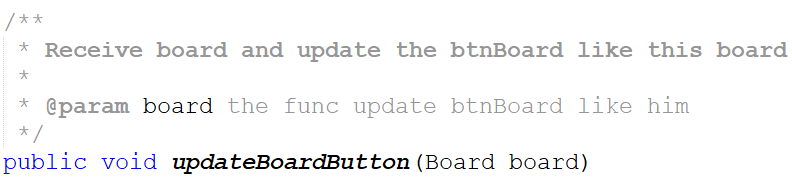 /**
* Receive board and update the btnBoard like this board
*
* @param board the func update btnBoard like him
*/
public void updateBoardButton(Board board)